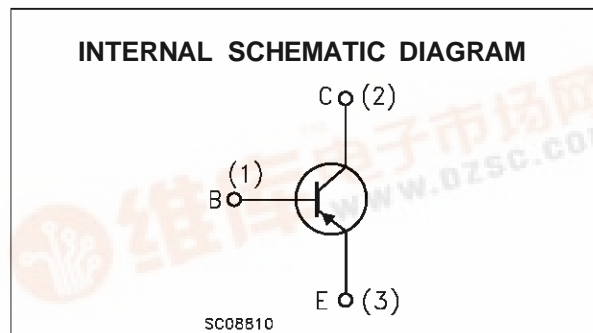 INTERNAL SCHEMATIC DIAGRAM
C (2)
(1)
B
E (3)
SC08810
维库电子市场网
www.dzsc.com